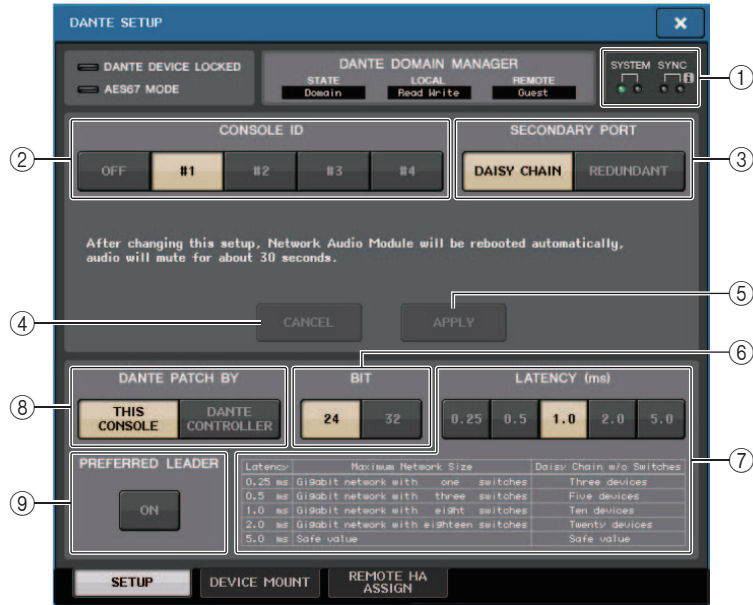 DANTE SETUP
DANTE DEVICE LOCKED
AES67 MODE
DANTE DOMAIN MANAGER
STATE LOCAL REMOTE
Domain Read Write Guest
SYSTEM SYNC
①
CONSOLE ID
OFF #1 #2 #3 #4
②
SECONDARY PORT
DAISY CHAIN REDUNDANT
③
After changing this setup, Network Audio Module will be rebooted automatically,
audio will mute for about 30 seconds.
④
CANCEL
APPLY
⑤
⑥
DANTE PATCH BY
THIS CONSOLE
DANTE CONTROLLER
⑧
BIT
24 32
LATENCY (ms)
0.25 0.5 1.0 2.0 5.0
Latency Maximum Network Size Daisy Chain w/o Switches
0.25 ms Gigabit network with one switches Three devices
0.5 ms Gigabit network with three switches Five devices
1.0 ms Gigabit network with eight switches Ten devices
2.0 ms Gigabit network with eighteen switches Twenty devices
5.0 ms Safe value Safe value
⑦
PREFERRED LEADER
ON
⑨
SETUP
DEVICE MOUNT
REMOTE HA
ASSIGN